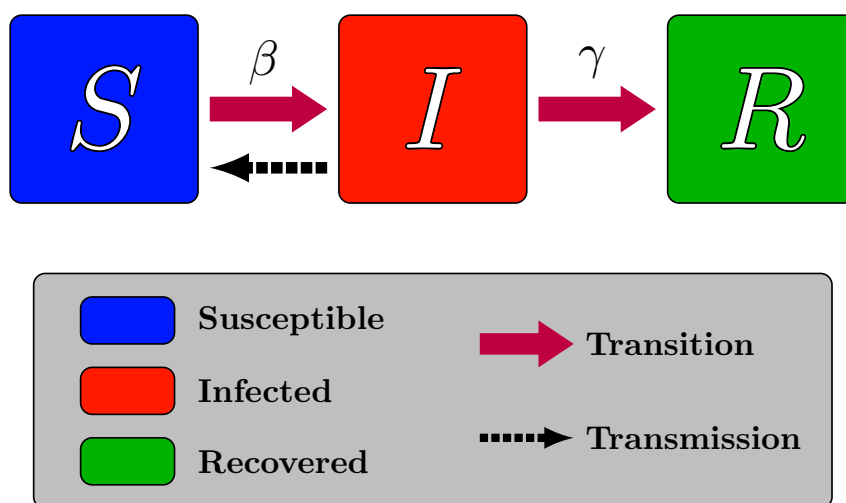 β γ
S I R
Susceptible
Transition
Infected
Transmission
Recovered